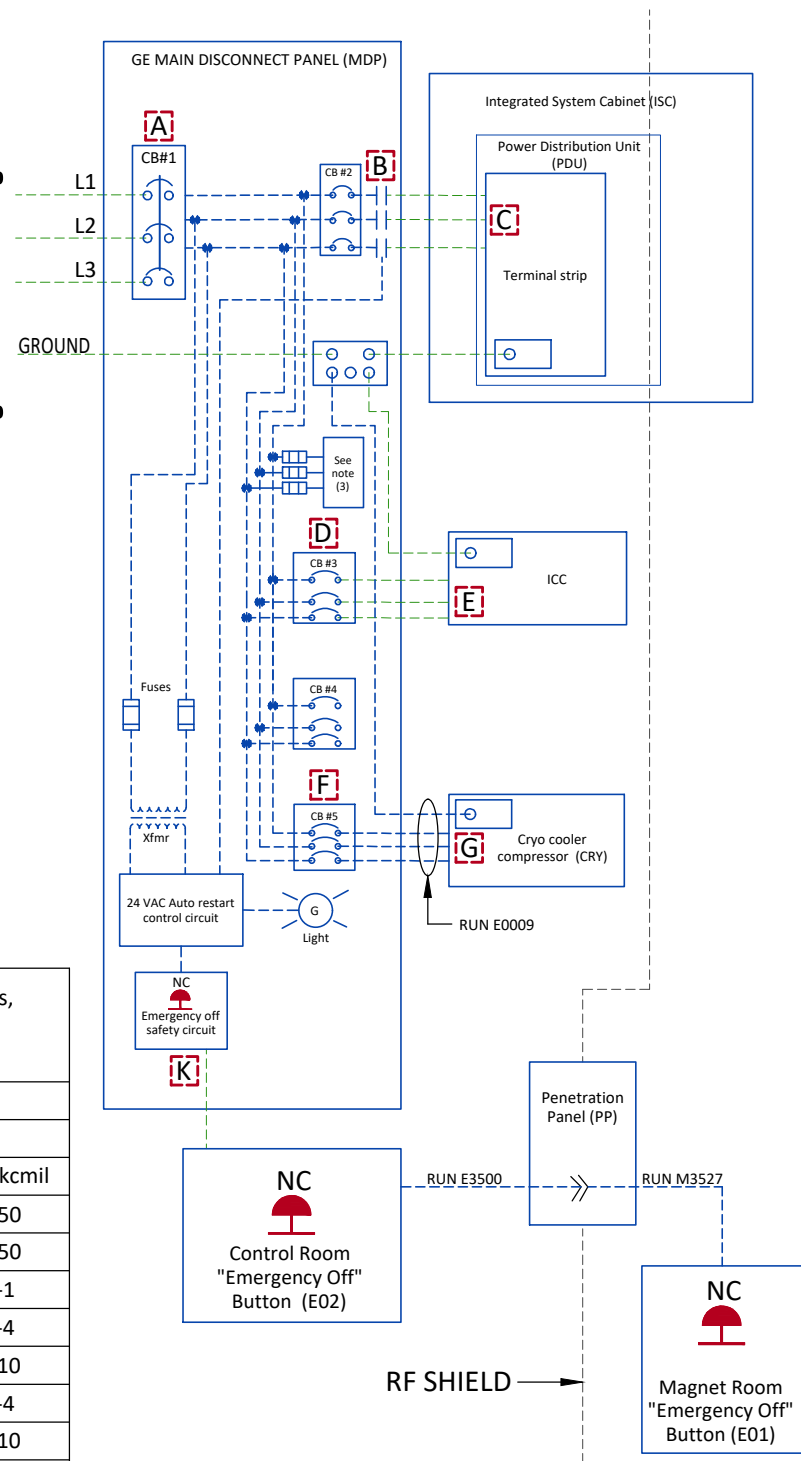 GE MAIN DISCONNECT PANEL (MDP)
Integrated System Cabinet (ISC)
A
CB#1
CB #2
B
Power Distribution Unit
(PDU)
L1
L2
L3
C
Terminal strip
GROUND
See
note
(3)
D
CB #3
E
ICC
CB #4
Fuses
F
CB #5
G
Cryo cooler
compressor (CRY)
Xfmr
24 VAC Auto restart
control circuit
G
Light
RUN E0009
NC
Emergency off
safety circuit
K
s,
kcmil
50
50
-1
-4
10
-4
10
Penetration
Panel (PP)
NC
Control Room
"Emergency Off"
Button (E02)
RUN E3500
RUN M3527
NC
Magnet Room
"Emergency Off"
Button (E01)
RF SHIELD